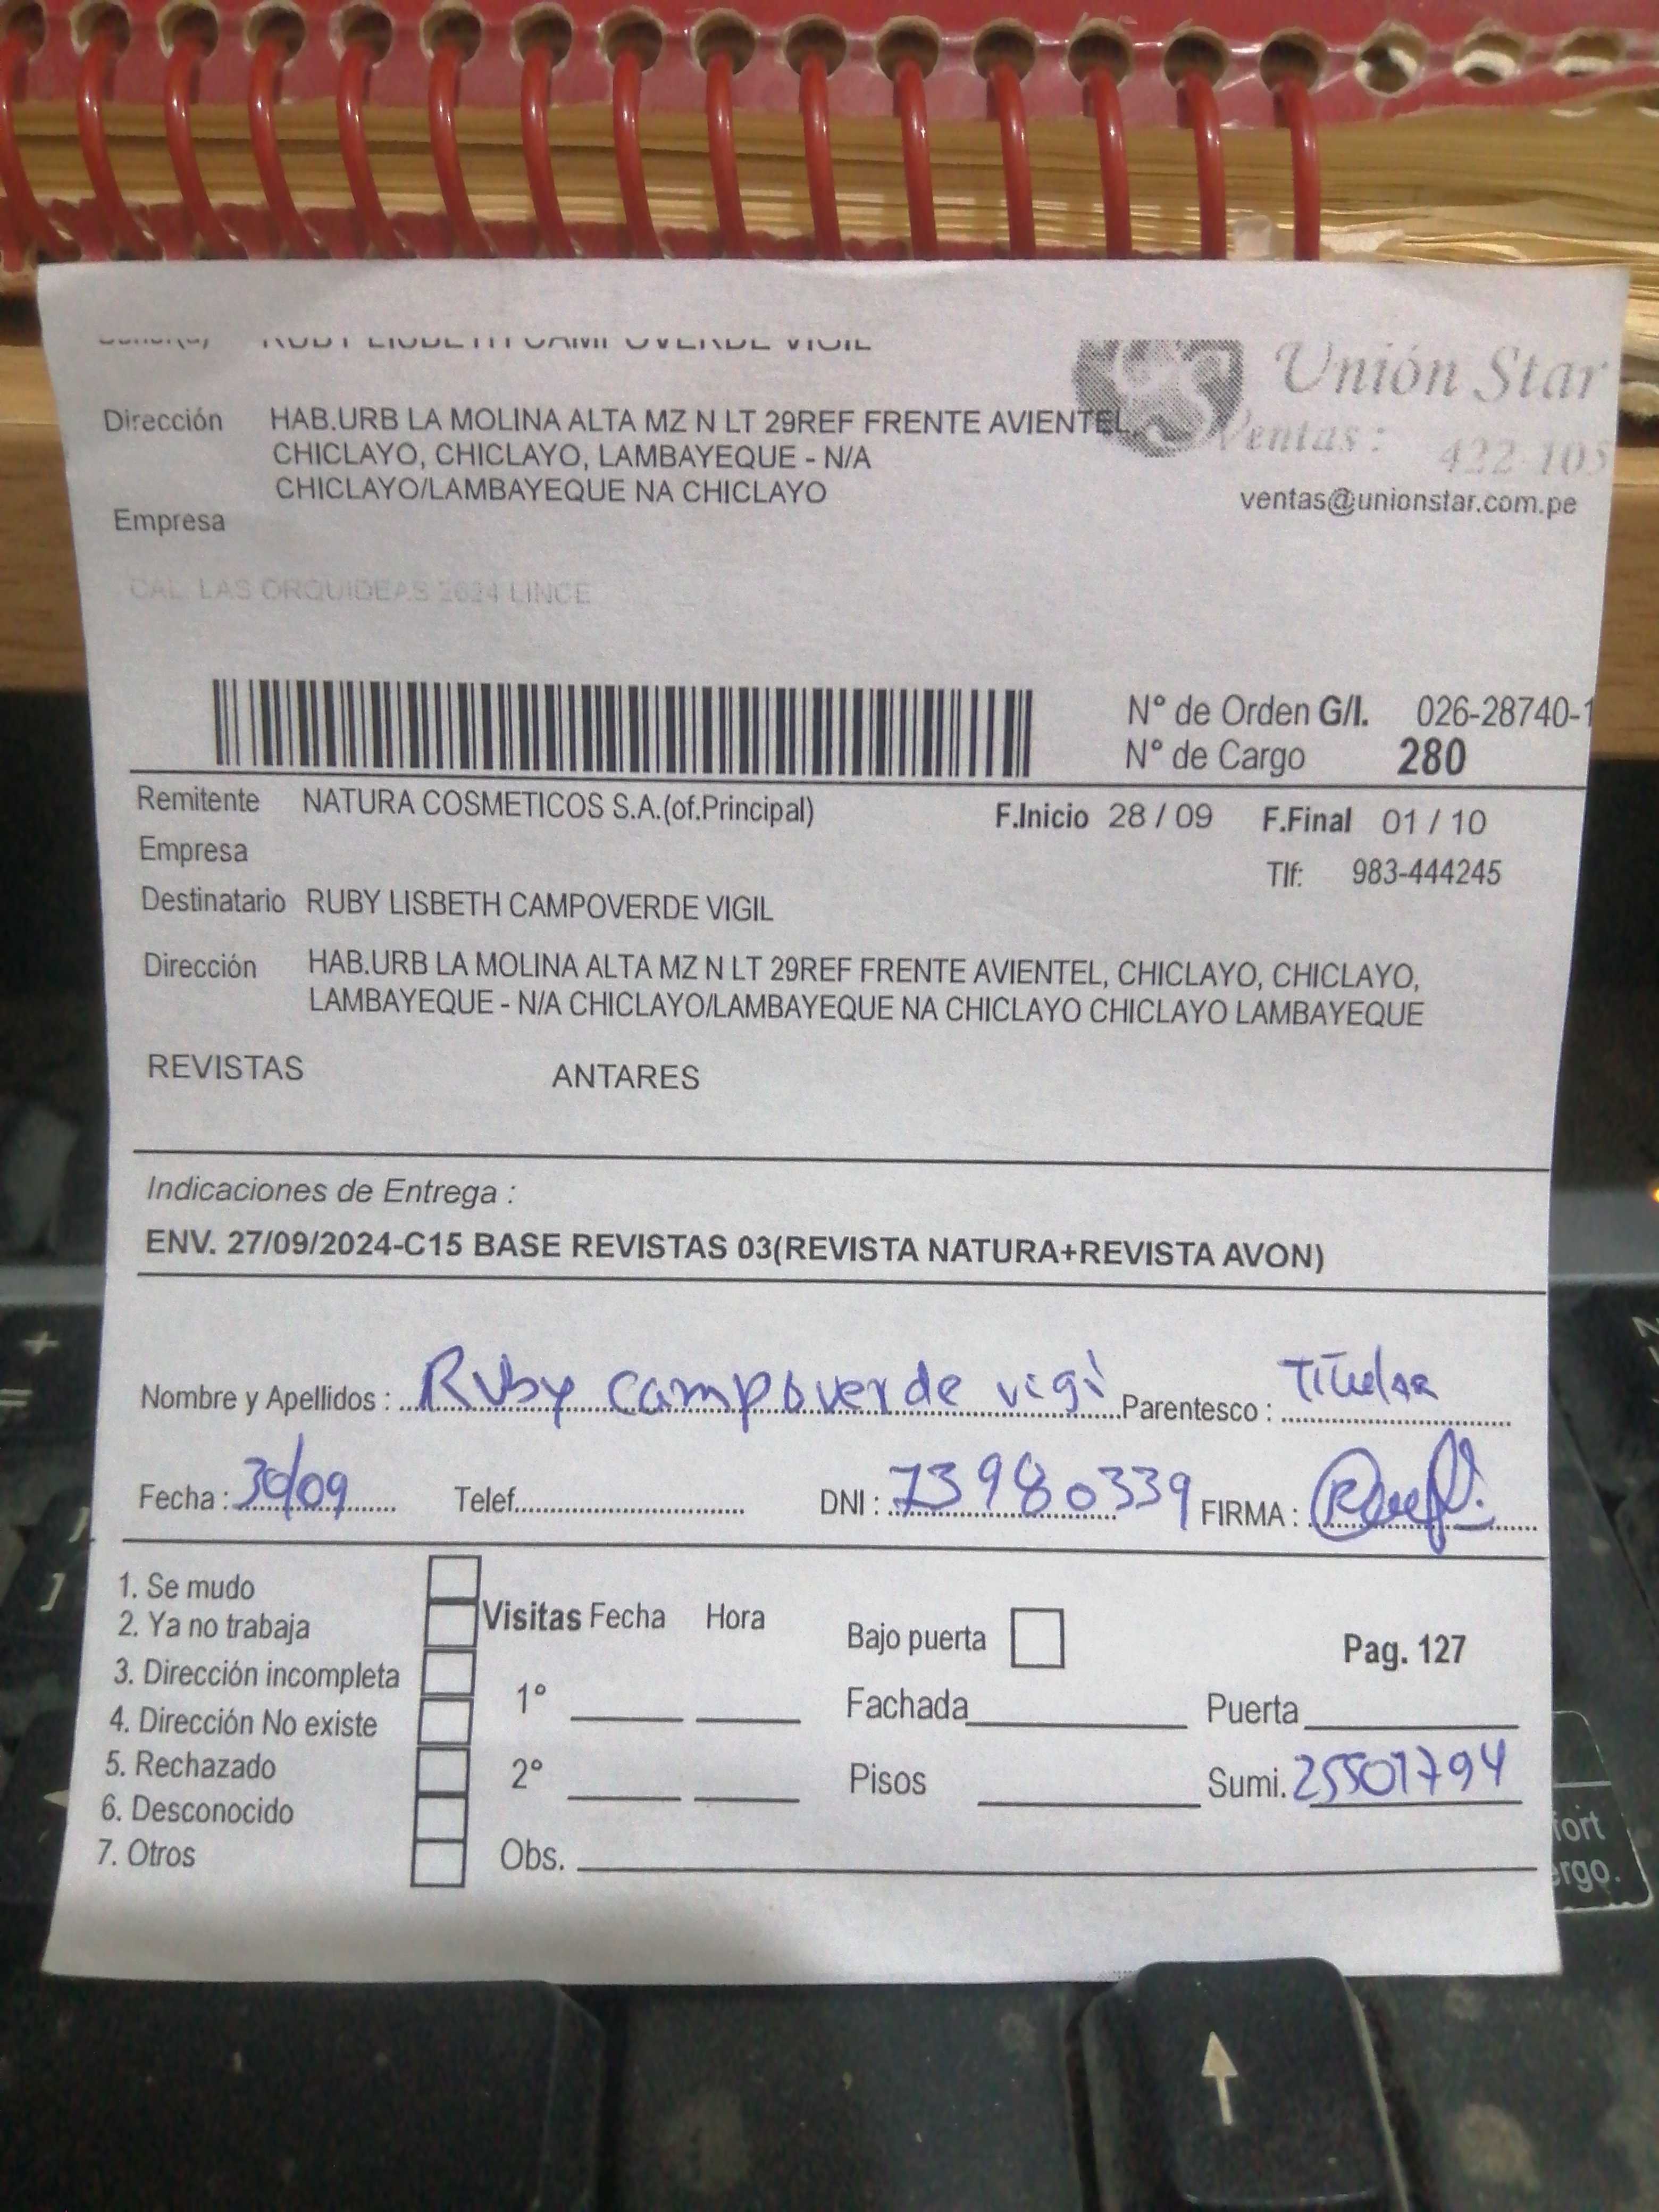 Señor(a) RUBY LISBETH CAMPOVERDE VIGIL
Unión Star
Dirección HAB.URB LA MOLINA ALTA MZ N LT 29REF FRENTE AVIENTEL,
Ventas: 422-105
CHICLAYO, CHICLAYO, LAMBAYEQUE - N/A
CHICLAYO/LAMBAYEQUE NA CHICLAYO
ventas@unionstar.com.pe
Empresa
CAL. LAS ORQUIDEAS 2624 LINCE
N° de Orden G/I. 026-28740-1
N° de Cargo 280
Remitente NATURA COSMETICOS S.A.(of.Principal) F.Inicio 28 / 09 F.Final 01 / 10
Empresa
Tlf: 983-444245
Destinatario RUBY LISBETH CAMPOVERDE VIGIL
Dirección HAB.URB LA MOLINA ALTA MZ N LT 29REF FRENTE AVIENTEL, CHICLAYO, CHICLAYO,
LAMBAYEQUE - N/A CHICLAYO/LAMBAYEQUE NA CHICLAYO CHICLAYO LAMBAYEQUE
REVISTAS ANTARES
Indicaciones de Entrega :
ENV. 27/09/2024-C15 BASE REVISTAS 03(REVISTA NATURA+REVISTA AVON)
Nombre y Apellidos : Ruby campoverde vigi Parentesco : Titular
Fecha : 30/09 Telef. DNI : 73980339 FIRMA :
1. Se mudo
2. Ya no trabaja
3. Dirección incompleta
4. Dirección No existe
5. Rechazado
6. Desconocido
7. Otros
Visitas Fecha Hora
1°
2°
Obs.
Bajo puerta Pag. 127
Fachada Puerta
Pisos Sumi. 25501794